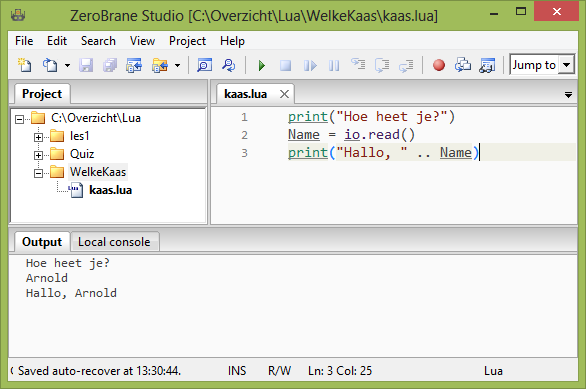 ZeroBrane Studio [C:\Overzicht\Lua\WelkeKaas\kaas.lua]
File Edit Search View Project Help
Jump to
Project
C:\Overzicht\Lua
les1
Quiz
WelkeKaas
kaas.lua
kaas.lua
1 print("Hoe heet je?")
2 Name = io.read()
3 print("Hallo, " .. Name)
Output Local console
Hoe heet je?
Arnold
Hallo, Arnold
Saved auto-recover at 13:30:44. INS R/W Ln: 3 Col: 25 Lua